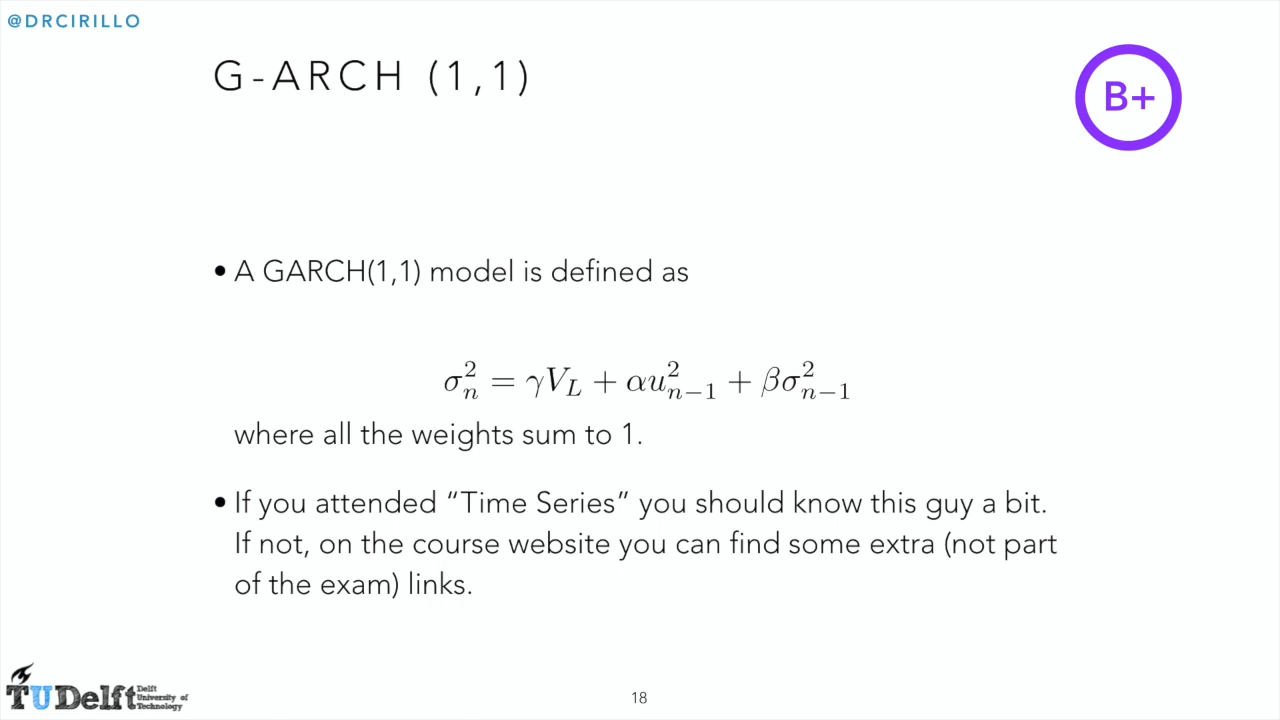 @DRCIRILLO
G-ARCH (1,1)
B+
• A GARCH(1,1) model is defined as
σ²ₙ = γV_L + αu²ₙ₋₁ + βσ²ₙ₋₁
where all the weights sum to 1.
• If you attended “Time Series” you should know this guy a bit.
If not, on the course website you can find some extra (not part
of the exam) links.
TUDelft
Delft
University of
Technology
18